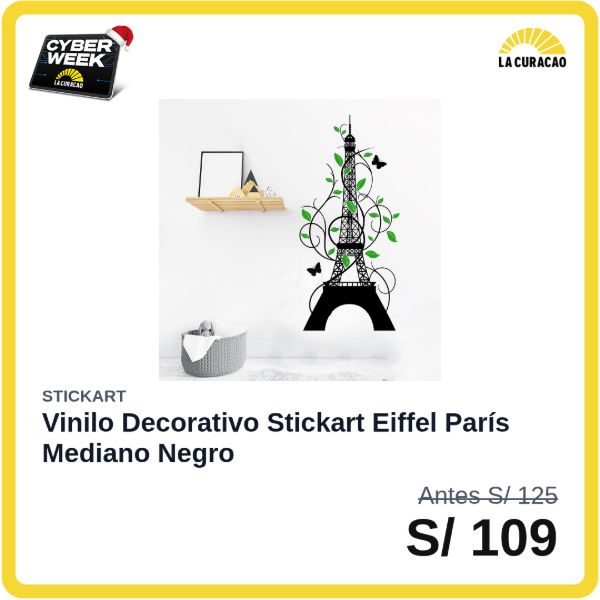 CYBER
WEEK
LA CURACAO
LA CURACAO
STICKART
Vinilo Decorativo Stickart Eiffel París
Mediano Negro
Antes S/ 125
S/ 109